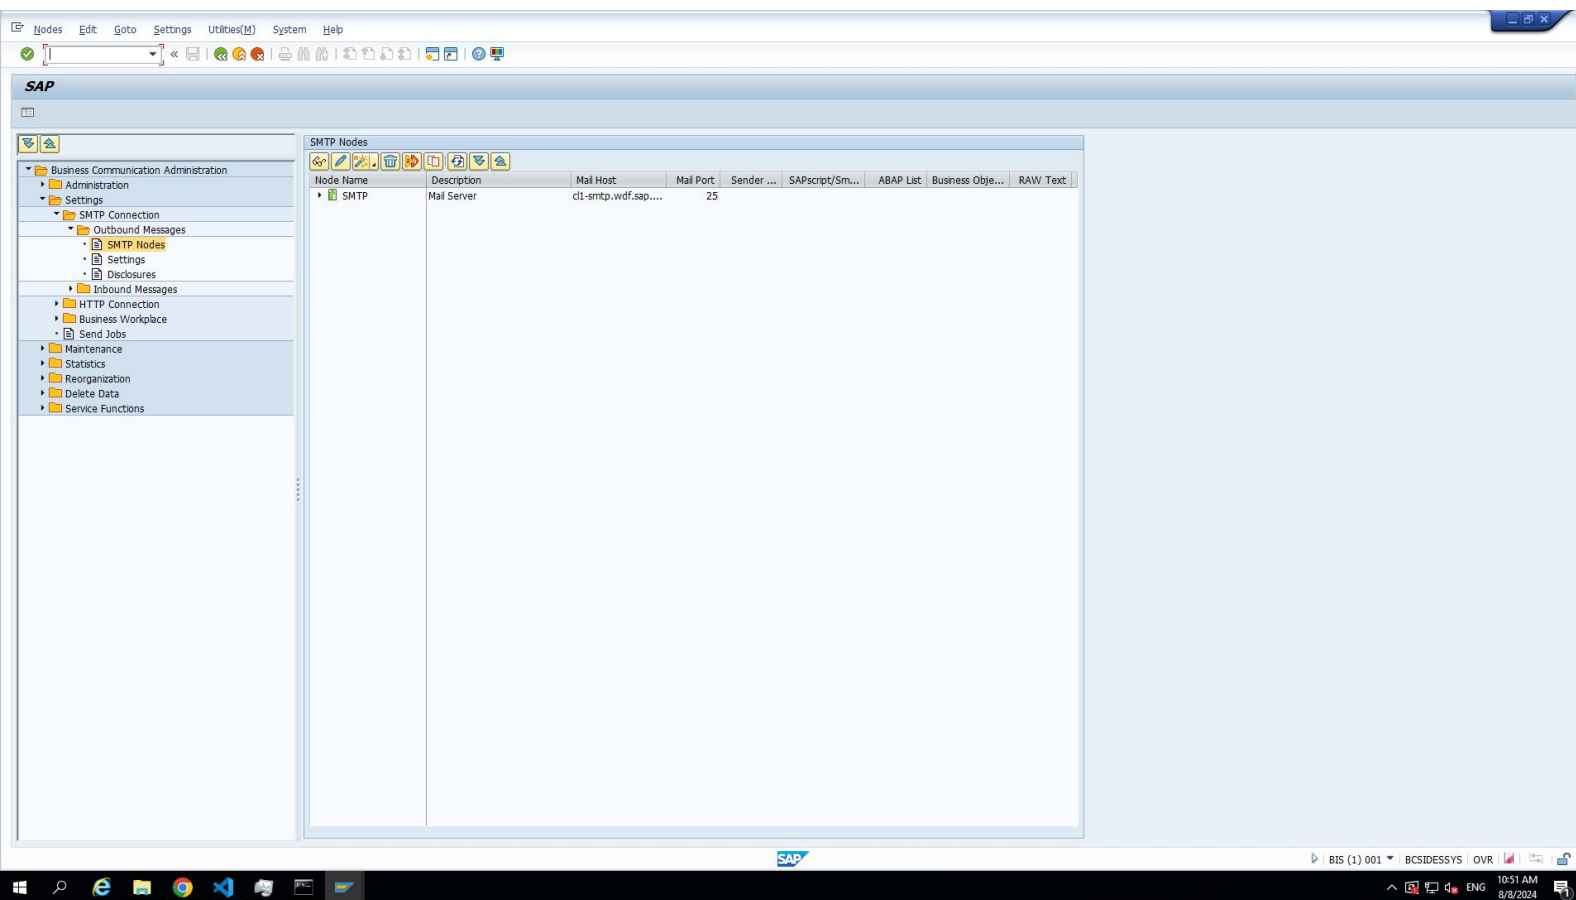 Nodes Edit Goto Settings Utilities(M) System Help
SAP
SMTP Nodes
Business Communication Administration
Administration
Settings
SMTP Connection
Outbound Messages
SMTP Nodes
Settings
Disclosures
Inbound Messages
HTTP Connection
Business Workplace
Send Jobs
Maintenance
Statistics
Reorganization
Delete Data
Service Functions
Node Name Description Mail Host Mail Port Sender ... SAPscript/Sm... ABAP List Business Obje... RAW Text
SMTP Mail Server cl1-smtp.wdf.sap.... 25
SAP
BIS (1) 001 BCSIDESSYS OVR
ENG
10:51 AM
8/8/2024
1